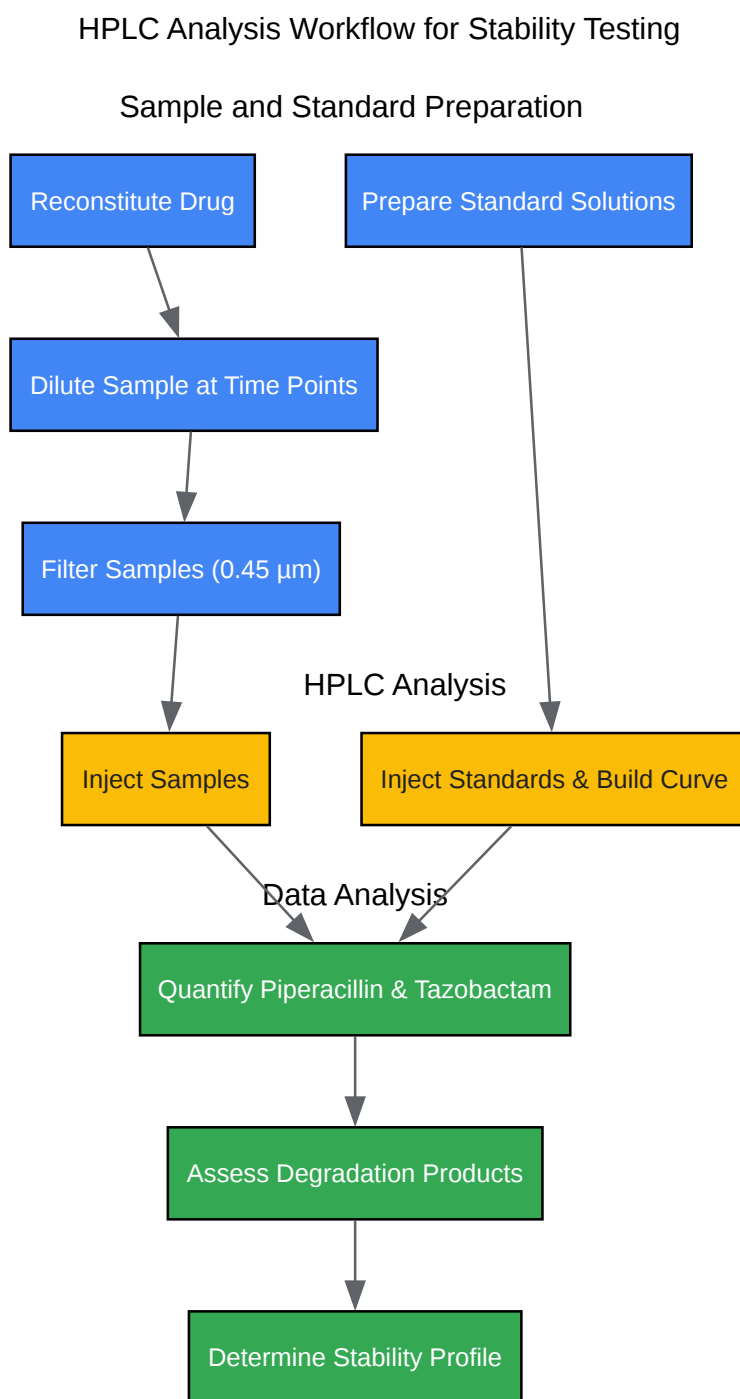 HPLC Analysis Workflow for Stability Testing
Sample and Standard Preparation
Reconstitute Drug
Prepare Standard Solutions
Dilute Sample at Time Points
Filter Samples (0.45 µm)
HPLC Analysis
Inject Samples
Inject Standards & Build Curve
Data Analysis
Quantify Piperacillin & Tazobactam
Assess Degradation Products
Determine Stability Profile